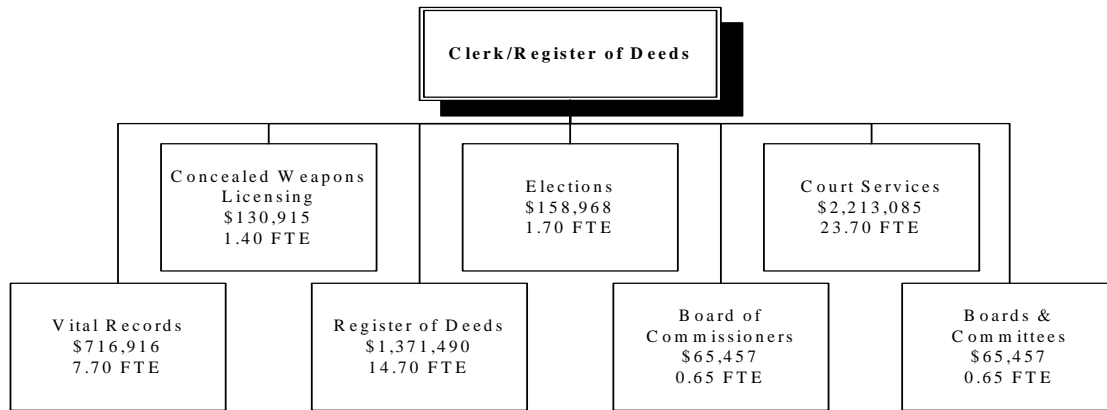 Clerk/Register of Deeds
Concealed Weapons
Licensing
$130,915
1.40 FTE
Elections
$158,968
1.70 FTE
Court Services
$2,213,085
23.70 FTE
Vital Records
$716,916
7.70 FTE
Register of Deeds
$1,371,490
14.70 FTE
Board of
Commissioners
$65,457
0.65 FTE
Boards &
Committees
$65,457
0.65 FTE